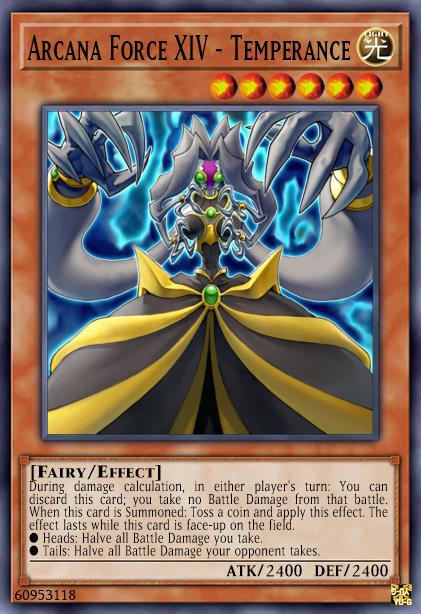 Arcana Force XIV - Temperance
LIGHT
光
[Fairy/Effect]
During damage calculation, in either player's turn: You can
discard this card; you take no Battle Damage from that battle.
When this card is Summoned: Toss a coin and apply this effect. The
effect lasts while this card is face-up on the field.
● Heads: Halve all Battle Damage you take.
● Tails: Halve all Battle Damage your opponent takes.
ATK/2400 DEF/2400
60953118